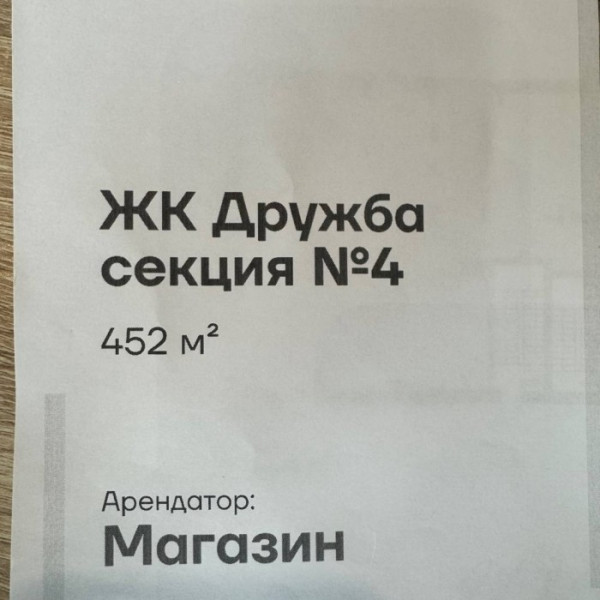 ЖК Дружба
секция №4
452 м²
Арендатор:
Магазин